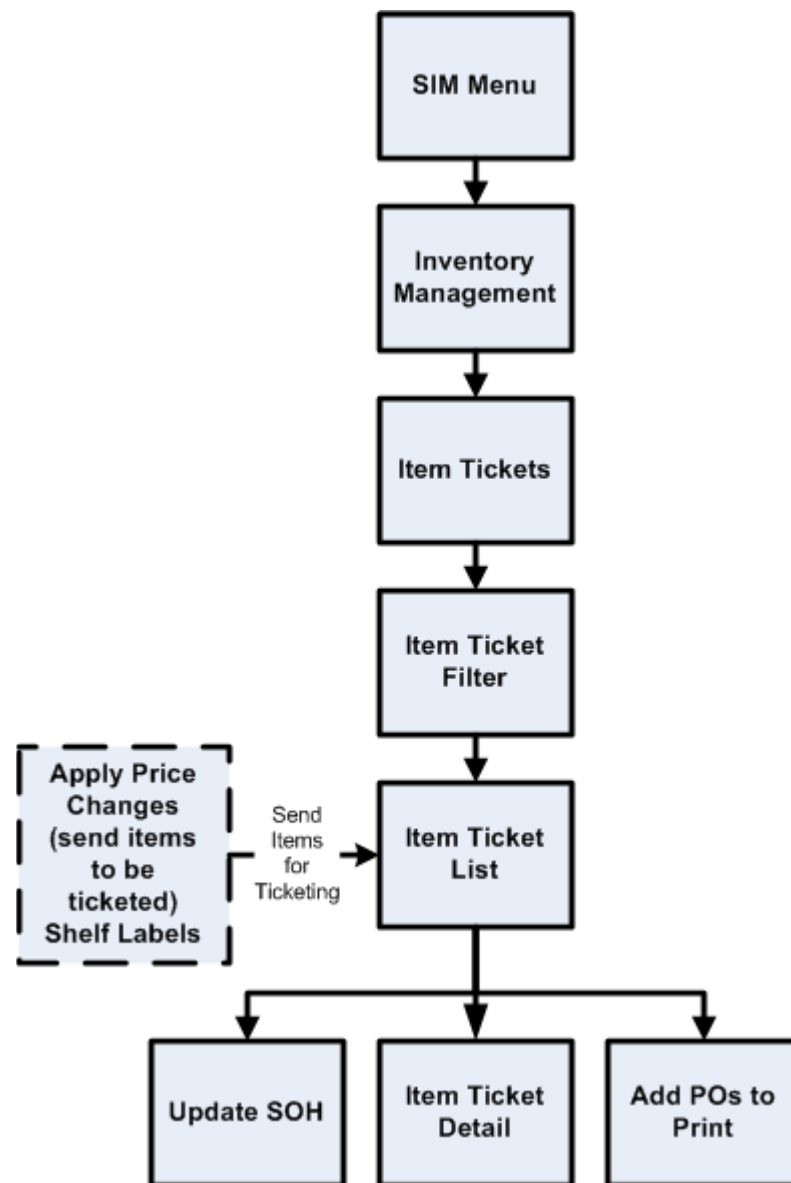 SIM Menu
Inventory
Management
Item Tickets
Item Ticket
Filter
Apply Price
Changes
(send items
to be
ticketed)
Shelf Labels
Send
Items
for
Ticketing
Item Ticket
List
Update SOH
Item Ticket
Detail
Add POs to
Print